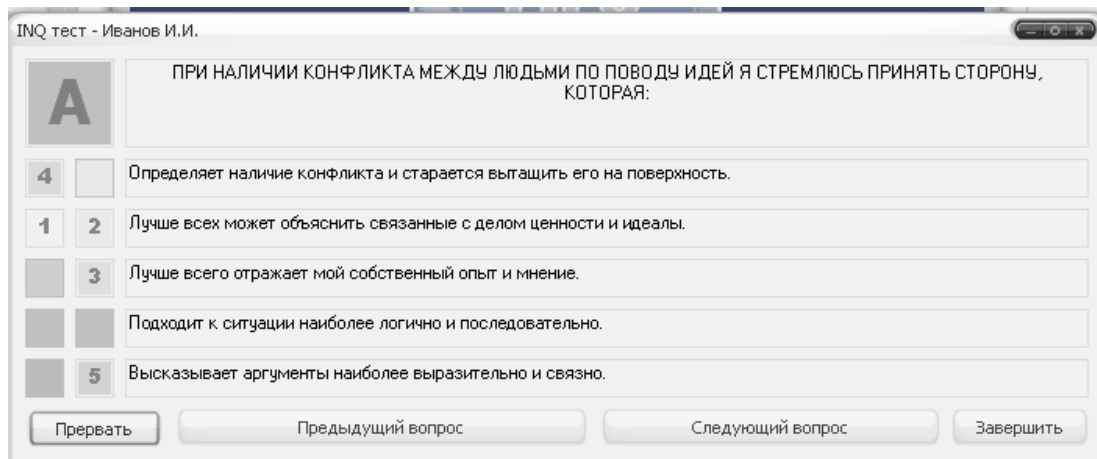 INQ тест - Иванов И.И.
A
ПРИ НАЛИЧИИ КОНФЛИКТА МЕЖДУ ЛЮДЬМИ ПО ПОВОДУ ИДЕЙ Я СТРЕМЛЮСЬ ПРИНЯТЬ СТОРОНУ,
КОТОРАЯ:
4 Определяет наличие конфликта и старается вытащить его на поверхность.
1 2 Лучше всех может объяснить связанные с делом ценности и идеалы.
3 Лучше всего отражает мой собственный опыт и мнение.
Подходит к ситуации наиболее логично и последовательно.
5 Высказывает аргументы наиболее выразительно и связно.
Прервать Предыдущий вопрос Следующий вопрос Завершить